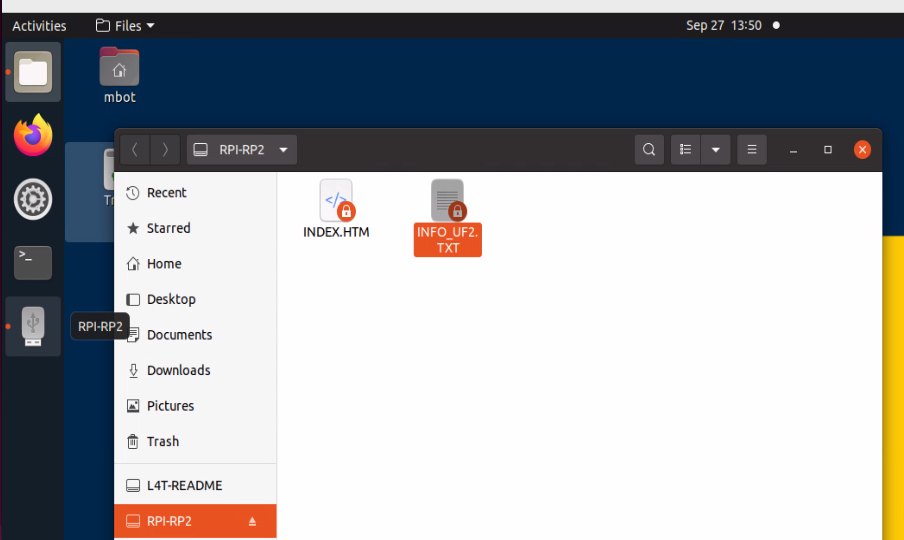 Activities
Files
Sep 27 13:50
mbot
RPI-RP2
Recent
INDEX.HTM
INFO_UF2.
TXT
Starred
Home
Desktop
RPI-RP2
Documents
Downloads
Pictures
Trash
L4T-README
RPI-RP2